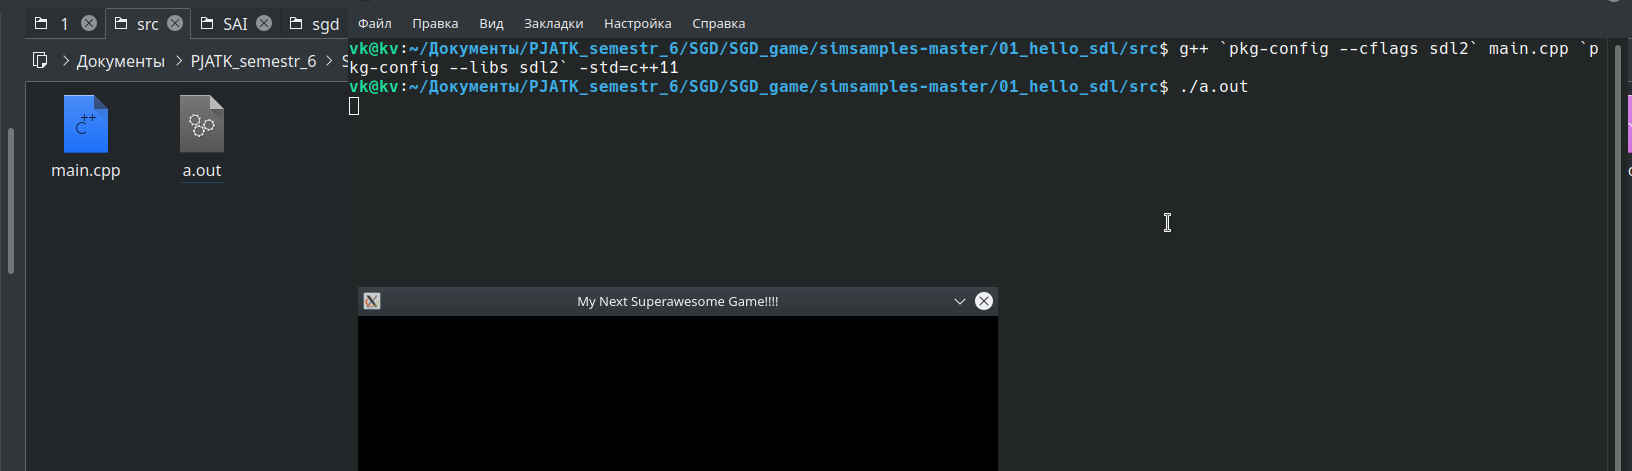 1 src SAI sgd
Файл Правка Вид Закладки Настройка Справка
Документы PJATK_semestr_6 S
main.cpp a.out
vk@kv:~/Документы/PJATK_semestr_6/SGD/SGD_game/simsamples-master/01_hello_sdl/src$ g++ `pkg-config --cflags sdl2` main.cpp `p
kg-config --libs sdl2` -std=c++11
vk@kv:~/Документы/PJATK_semestr_6/SGD/SGD_game/simsamples-master/01_hello_sdl/src$ ./a.out
My Next Superawesome Game!!!!